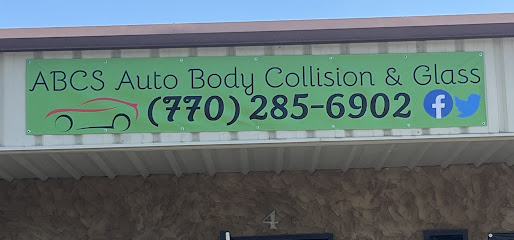 ABCS Auto Body Collision & Glass
(770) 285-6902
4